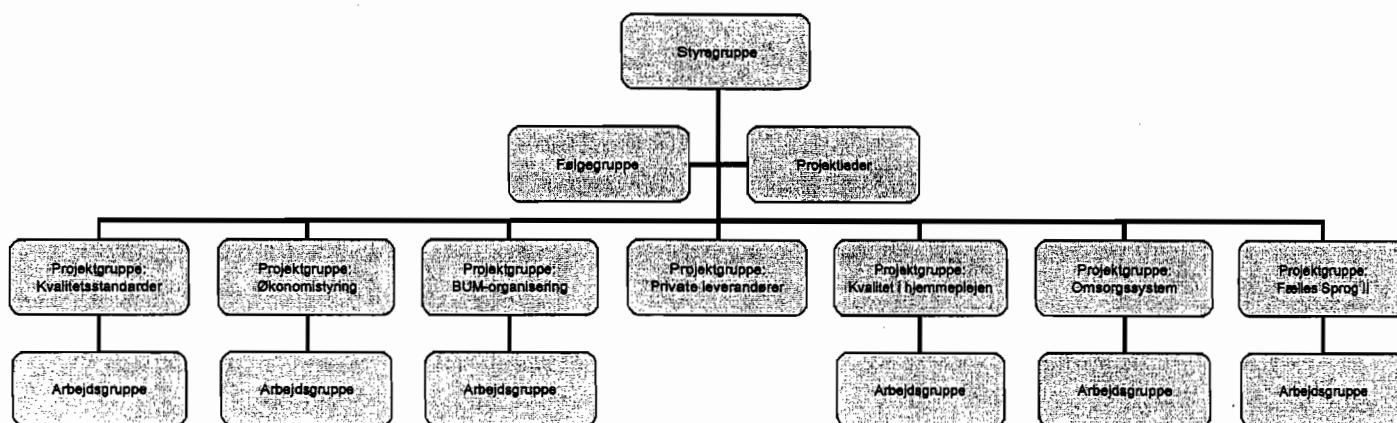 Styregruppe
Følgegruppe
Projektleder
Projektgruppe:
Kvalitetsstandarder
Projektgruppe:
Økonomistyring
Projektgruppe:
BUM-organisering
Projektgruppe:
Private leverandører
Projektgruppe:
Kvalitet i hjemmeplejen
Projektgruppe:
Omsorgssystem
Projektgruppe:
Fælles Sprog II
Arbejdsgruppe
Arbejdsgruppe
Arbejdsgruppe
Arbejdsgruppe
Arbejdsgruppe
Arbejdsgruppe